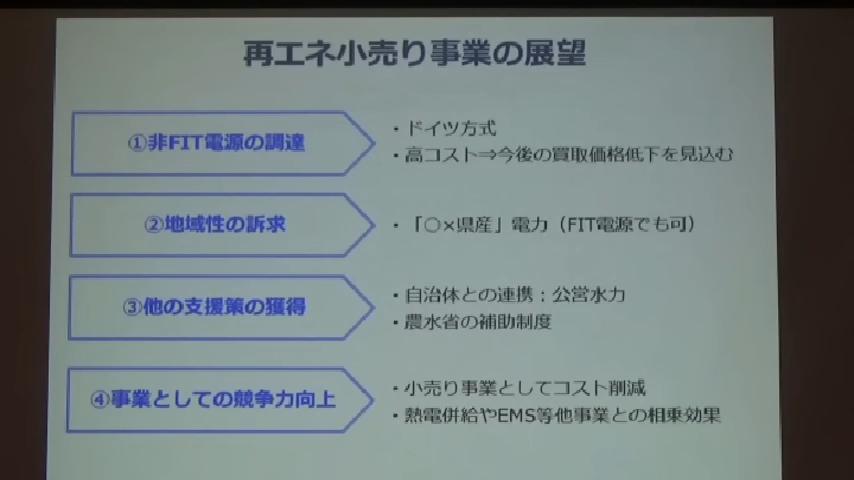 再エネ小売り事業の展望
①非FIT電源の調達
・ドイツ方式
・高コスト⇒今後の買取価格低下を見込む
②地域性の訴求
・「○×県産」電力（FIT電源でも可）
③他の支援策の獲得
・自治体との連携：公営水力
・農水省の補助制度
④事業としての競争力向上
・小売り事業としてコスト削減
・熱電併給やEMS等他事業との相乗効果